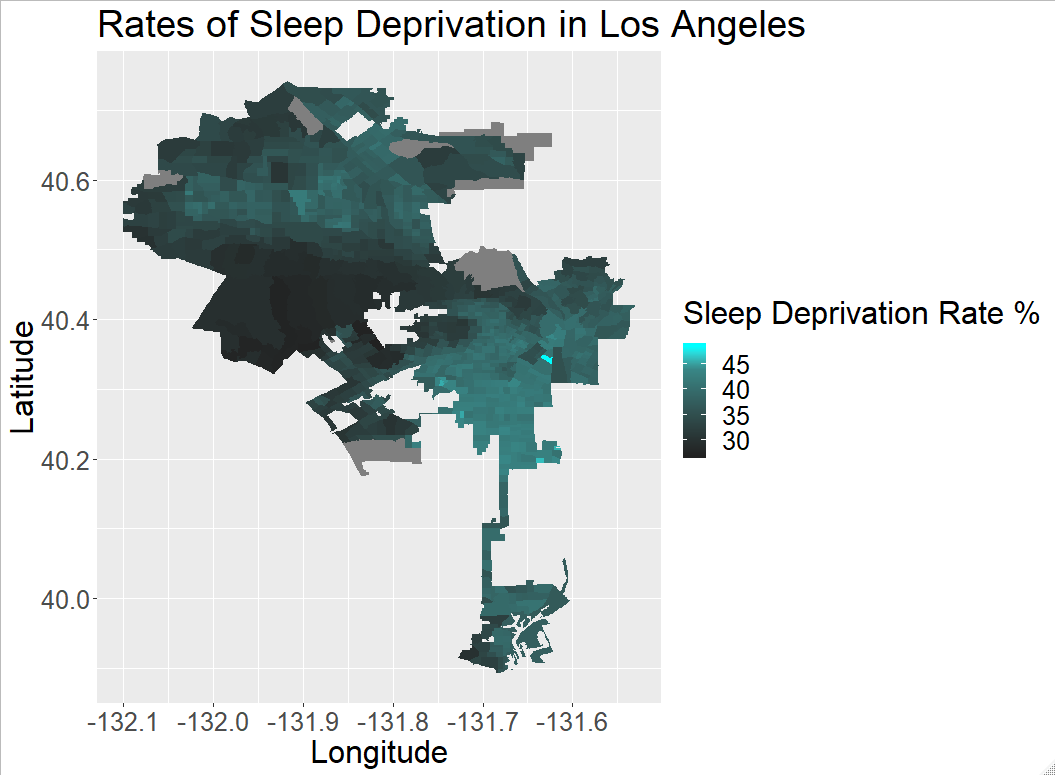 Rates of Sleep Deprivation in Los Angeles
40.6
40.4
40.2
40.0
Latitude
-132.1 -132.0 -131.9 -131.8 -131.7 -131.6
Longitude
Sleep Deprivation Rate %
45
40
35
30